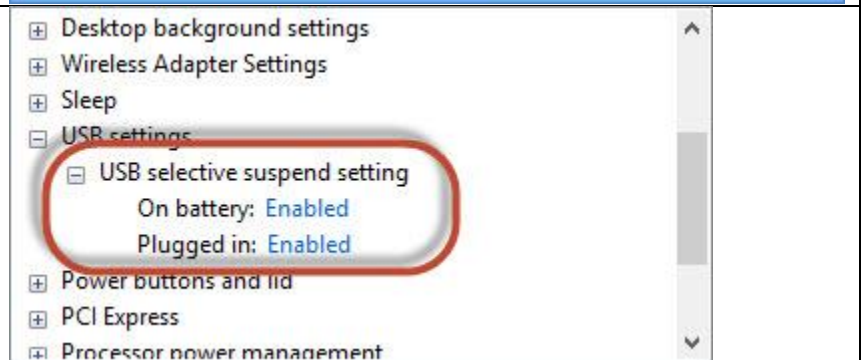 Desktop background settings
Wireless Adapter Settings
Sleep
USB settings
USB selective suspend setting
On battery: Enabled
Plugged in: Enabled
Power buttons and lid
PCI Express
Processor power management